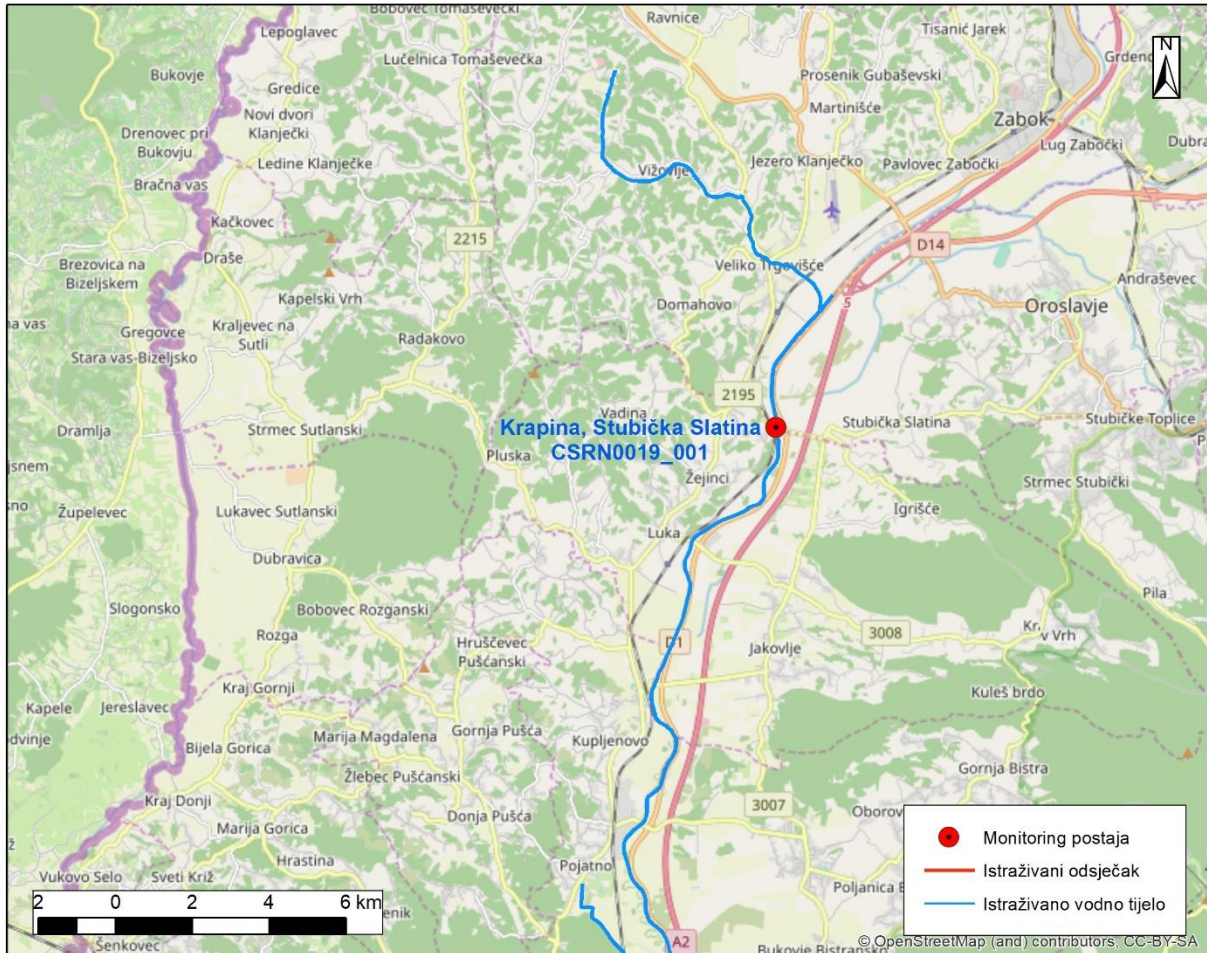 Lepoglavec
Bobovec Tomaševečki
Ravnice
Tisanić Jarek
N
Bukovje
Lučelnica Tomaševečka
Gredice
Prosenik Gubaševski
Novi dvori
Klanječki
Martinišće
Zabok
Drenovec pri
Bukovju
Ledine Klanječke
Vižovlje
Jezero Klanječko
Pavlovec Zabočki
Lug Zabočki
Bračna vas
Kačkovec
2215
D14
Brezovica na
Bizeljskem
Draše
Veliko Trgovišće
Andraševec
Kapelski Vrh
Domahovo
5
Oroslavje
Gregovce
Kraljevec na
Sutli
Radakovo
Stara vas-Bizeljsko
2195
Dramlja
Strmec Sutlanski
Vadina
Stubička Slatina
Stubičke Toplice
Krapina, Stubička Slatina
CSRN0019_001
Pluska
Žejinci
Strmec Stubički
Župelevec
Lukavec Sutlanski
Igrišće
Luka
Dubravica
Slogonsko
Bobovec Rozganski
Pila
Rozga
Hruščevec
Pušćanski
D1
3008
v Vrh
Jakovlje
Kraj Gornji
Kuleš brdo
Kapele
Jereslavec
Marija Magdalena
Gornja Pušća
Kupljenovo
Bijela Gorica
Žlebec Pušćanski
Gornja Bistra
Kraj Donji
Donja Pušća
3007
Marija Gorica
Hrastina
Pojatno
Vukovo Selo
Sveti Križ
Šenkovec
A2
Bukovje Bistransko
2 0 2 4 6 km
Monitoring postaja
Istraživani odsječak
Istraživano vodno tijelo
© OpenStreetMap (and) contributors, CC-BY-SA